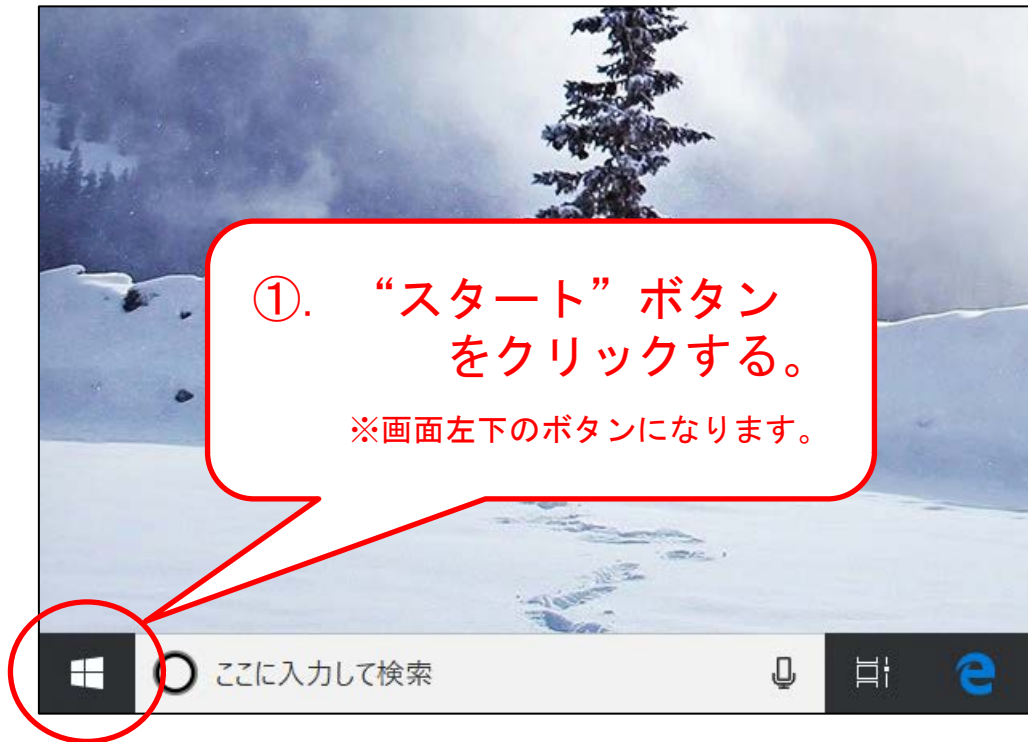 ①. “スタート”ボタン
をクリックする。
※画面左下のボタンになります。
ここに入力して検索